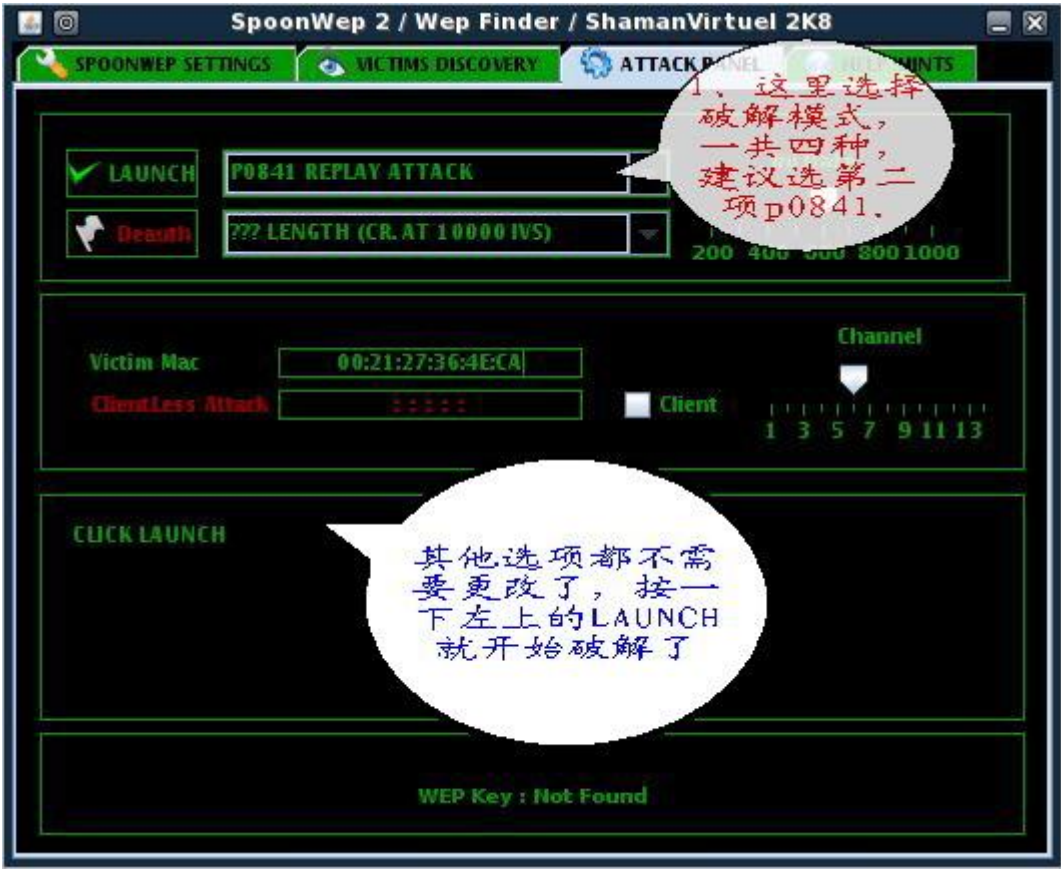 SpoonWep 2 / Wep Finder / ShamanVirtuel 2K8
SPOONWEP SETTINGS
VICTIMS DISCOVERY
ATTACK PANEL
1、这里选择
破解模式，
一共四种，
建议选第二
项p0841.
LAUNCH
P0841 REPLAY ATTACK
Deauth
??? LENGTH (CR. AT 10000 IVS)
200 400 600 800 1000
Channel
Victim Mac
00:21:27:36:4E:CA
ClientLess Attack
: : : : :
Client
1 3 5 7 9 11 13
CLICK LAUNCH
其他选项都不需
要更改了，按一
下左上的LAUNCH
就开始破解了
WEP Key : Not Found